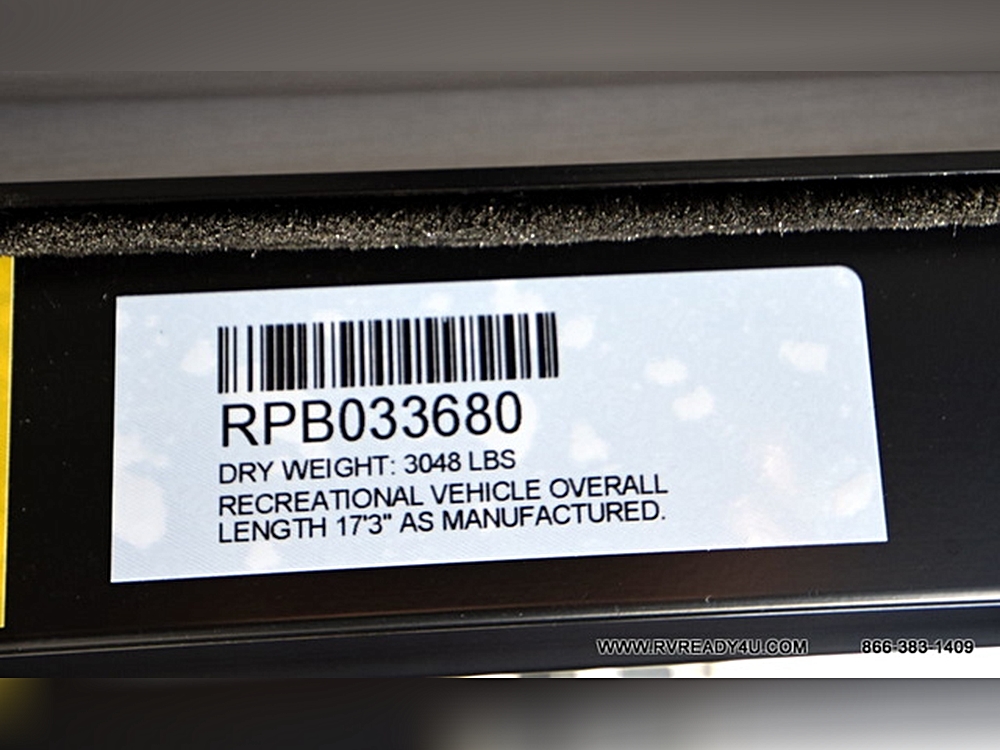 RPB033680
DRY WEIGHT: 3048 LBS
RECREATIONAL VEHICLE OVERALL
LENGTH 17'3" AS MANUFACTURED.
WWW.RVREADY4U.COM 866-383-1409